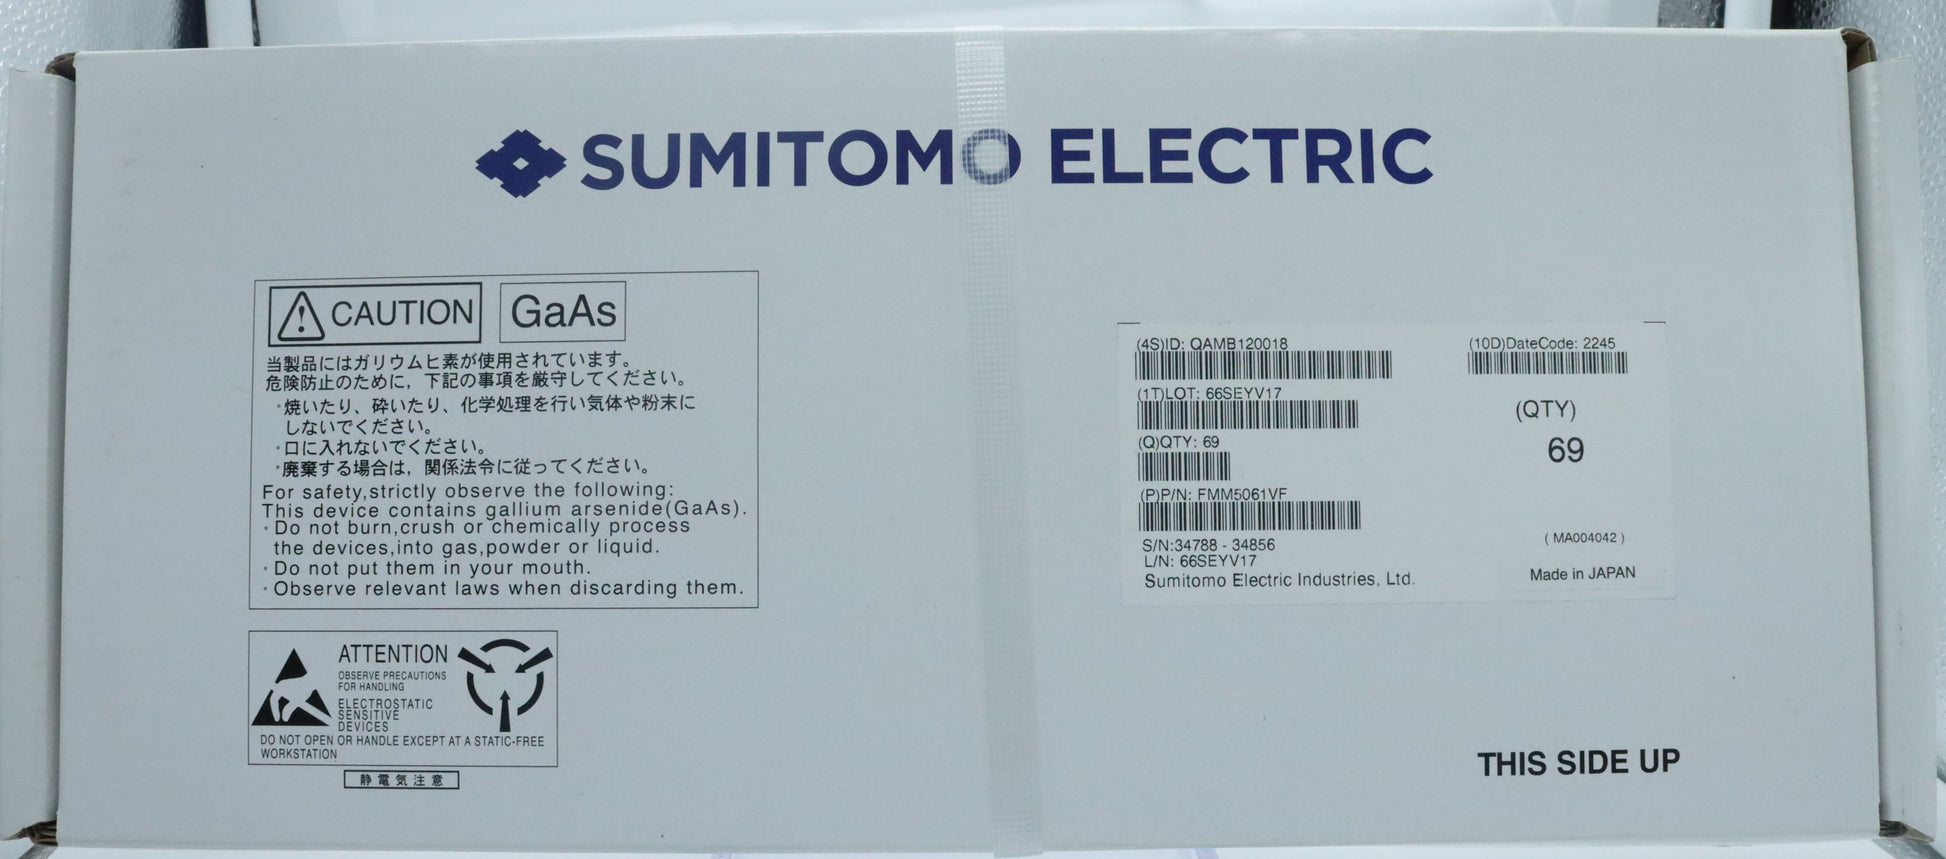 SUMITOMO ELECTRIC
CAUTION
GaAs
当製品にはガリウムヒ素が使用されています。
危険防止のために，下記の事項を厳守してください。
・焼いたり、砕いたり、化学処理を行い気体や粉末に
しないでください。
・口に入れないでください。
・廃棄する場合は，関係法令に従ってください。
For safety,strictly observe the following:
This device contains gallium arsenide(GaAs).
・Do not burn,crush or chemically process
the devices,into gas,powder or liquid.
・Do not put them in your mouth.
・Observe relevant laws when discarding them.
ATTENTION
OBSERVE PRECAUTIONS
FOR HANDLING
ELECTROSTATIC
SENSITIVE
DEVICES
DO NOT OPEN OR HANDLE EXCEPT AT A STATIC-FREE
WORKSTATION
静電気注意
(4S)ID: QAMB120018
(10D)DateCode: 2245
(1T)LOT: 66SEYV17
(QTY)
69
(Q)QTY: 69
(P)P/N: FMM5061VF
S/N:34788 - 34856
(MA004042)
L/N: 66SEYV17
Sumitomo Electric Industries, Ltd.
Made in JAPAN
THIS SIDE UP